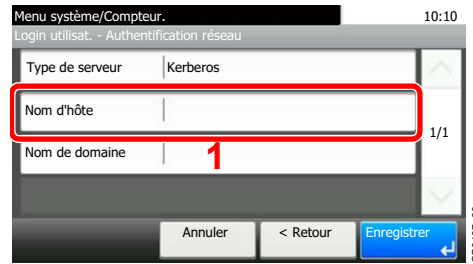 Menu système/Compteur. 10:10
Login utilisat. - Authentification réseau
Type de serveur Kerberos
Nom d'hôte
1/1
Nom de domaine 1
Annuler < Retour Enregistrer